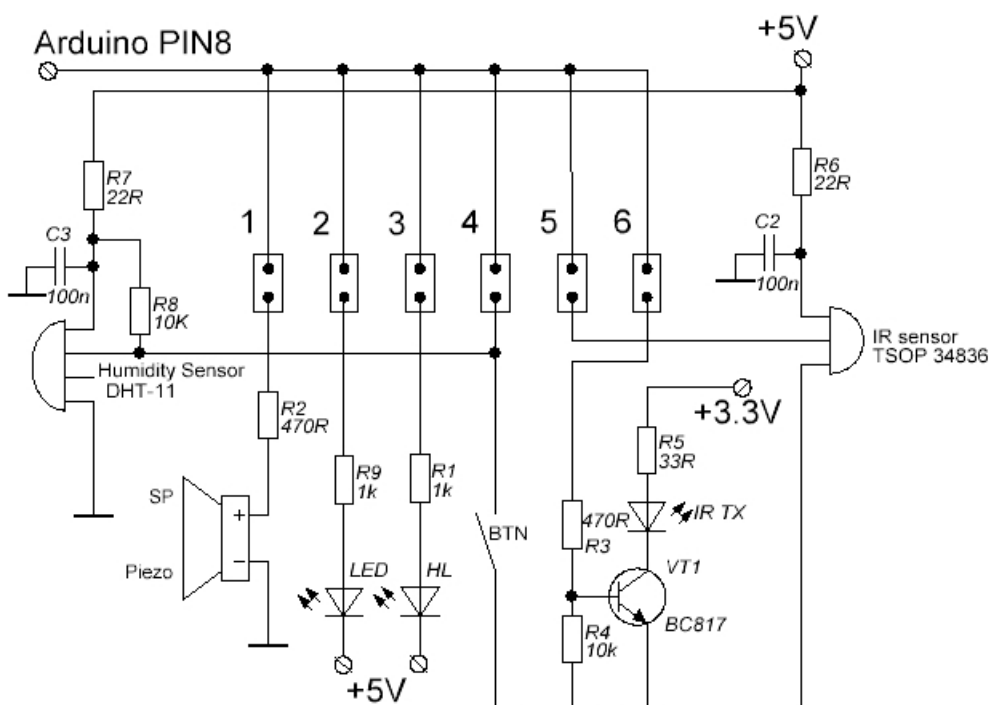 Arduino PIN8
+5V
R7
22R
R6
22R
1
2
3
4
5
6
C3
100n
C2
100n
R8
10K
Humidity Sensor
DHT-11
IR sensor
TSOP 34836
+3.3V
R2
470R
R5
33R
R9
1k
R1
1k
SP
+
−
Piezo
BTN
470R
R3
IR TX
LED
HL
VT1
BC817
R4
10k
+5V